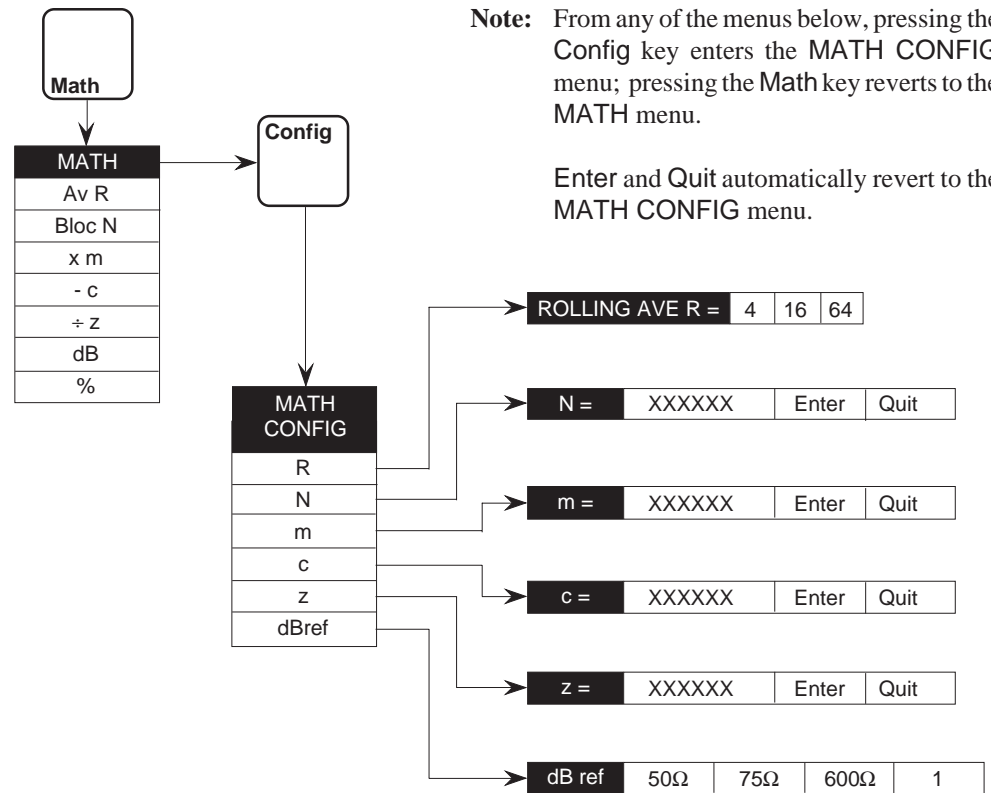 Note: From any of the menus below, pressing the
Config key enters the MATH CONFIG
menu; pressing the Math key reverts to the
MATH menu.
Enter and Quit automatically revert to the
MATH CONFIG menu.
Math
Config
MATH
Av R
Bloc N
x m
- c
÷ z
dB
%
MATH
CONFIG
R
N
m
c
z
dBref
ROLLING AVE R = 4 16 64
N = XXXXXX Enter Quit
m = XXXXXX Enter Quit
c = XXXXXX Enter Quit
z = XXXXXX Enter Quit
dB ref 50Ω 75Ω 600Ω 1